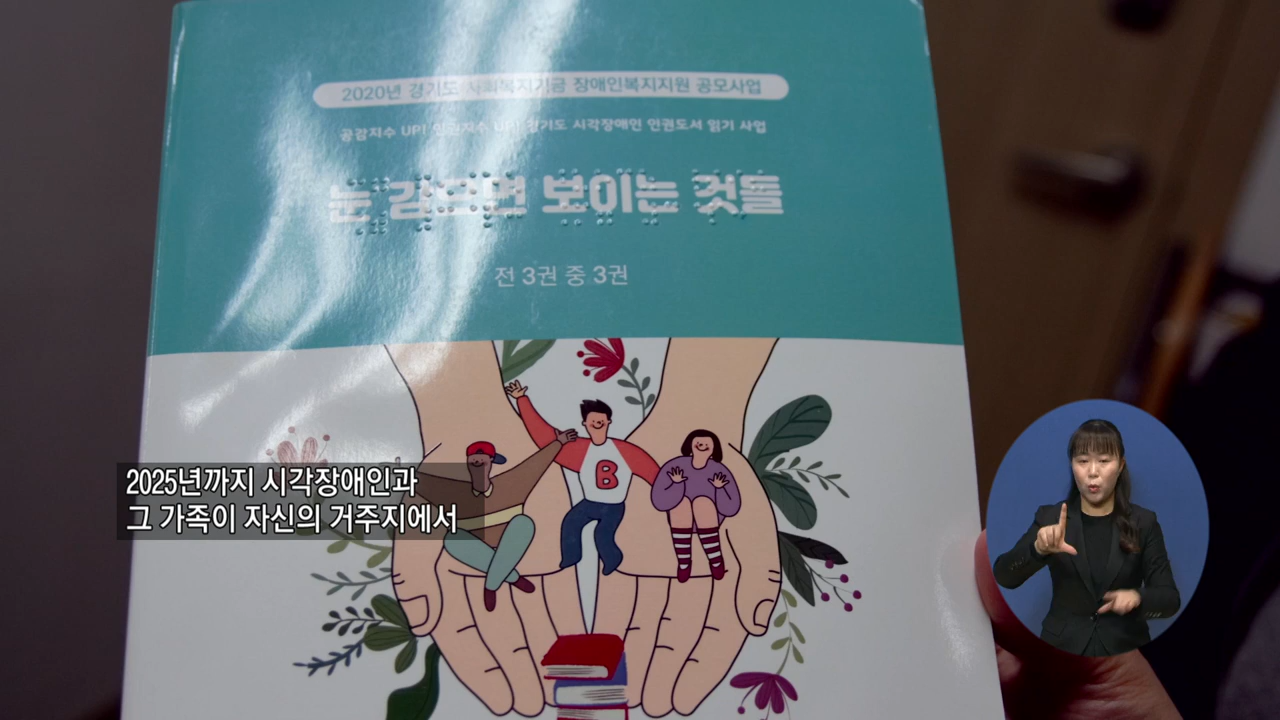 2020년 경기도 사회복지기금 장애인복지지원 공모사업
공감지수 UP! 인권지수 UP! 경기도 시각장애인 인권도서 읽기 사업
눈 감으면 보이는 것들
전 3권 중 3권
B
2025년까지 시각장애인과
그 가족이 자신의 거주지에서